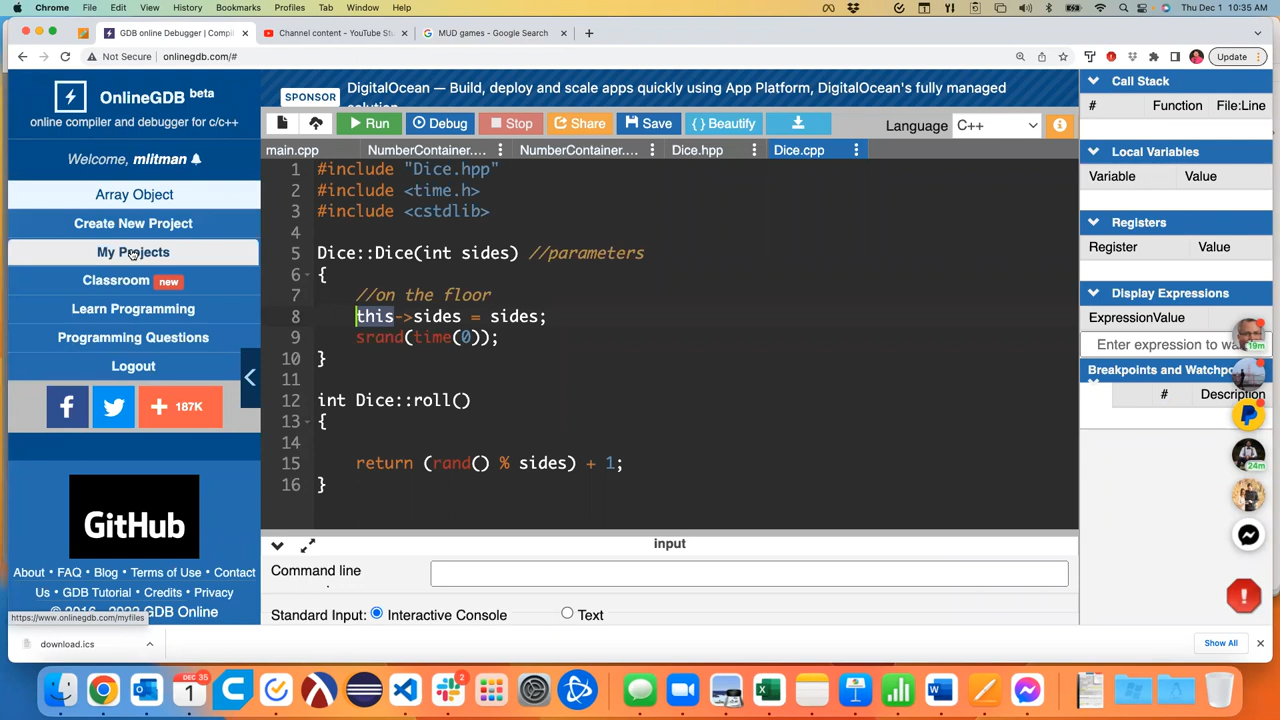 Chrome File Edit View History Bookmarks Profiles Tab Window Help Thu Dec 1 10:35 AM
GDB online Debugger | Compil Channel content - YouTube St MUD games - Google Search
Not Secure onlinegdb.com/# Update
OnlineGDB beta
online compiler and debugger for c/c++
Welcome, mlitman
Array Object
Create New Project
My Projects
Classroom new
Learn Programming
Programming Questions
Logout
187K
GitHub
About • FAQ • Blog • Terms of Use • Contact
Us • GDB Tutorial • Credits • Privacy
https://www.onlinegdb.com/myfiles
SPONSOR DigitalOcean — Build, deploy and scale apps quickly using App Platform, DigitalOcean's fully managed
solution
Run Debug Stop Share Save { } Beautify Language C++
main.cpp NumberContainer.... NumberContainer.... Dice.hpp Dice.cpp
1 #include "Dice.hpp"
2 #include <time.h>
3 #include <cstdlib>
4
5 Dice::Dice(int sides) //parameters
6 {
7 //on the floor
8 this->sides = sides;
9 srand(time(0));
10 }
11
12 int Dice::roll()
13 {
14
15 return (rand() % sides) + 1;
16 }
input
Command line
Standard Input: Interactive Console Text
Call Stack
# Function File:Line
Local Variables
Variable Value
Registers
Register Value
Display Expressions
Expression Value
Enter expression to wa
Breakpoints and Watchpo
# Description
19m
24m
download.ics Show All
DEC 35
1
2